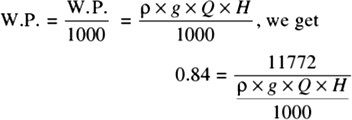 W.P. = W.P. / 1000 = ρ × g × Q × H / 1000, we get
0.84 = 11772 / (ρ × g × Q × H / 1000)